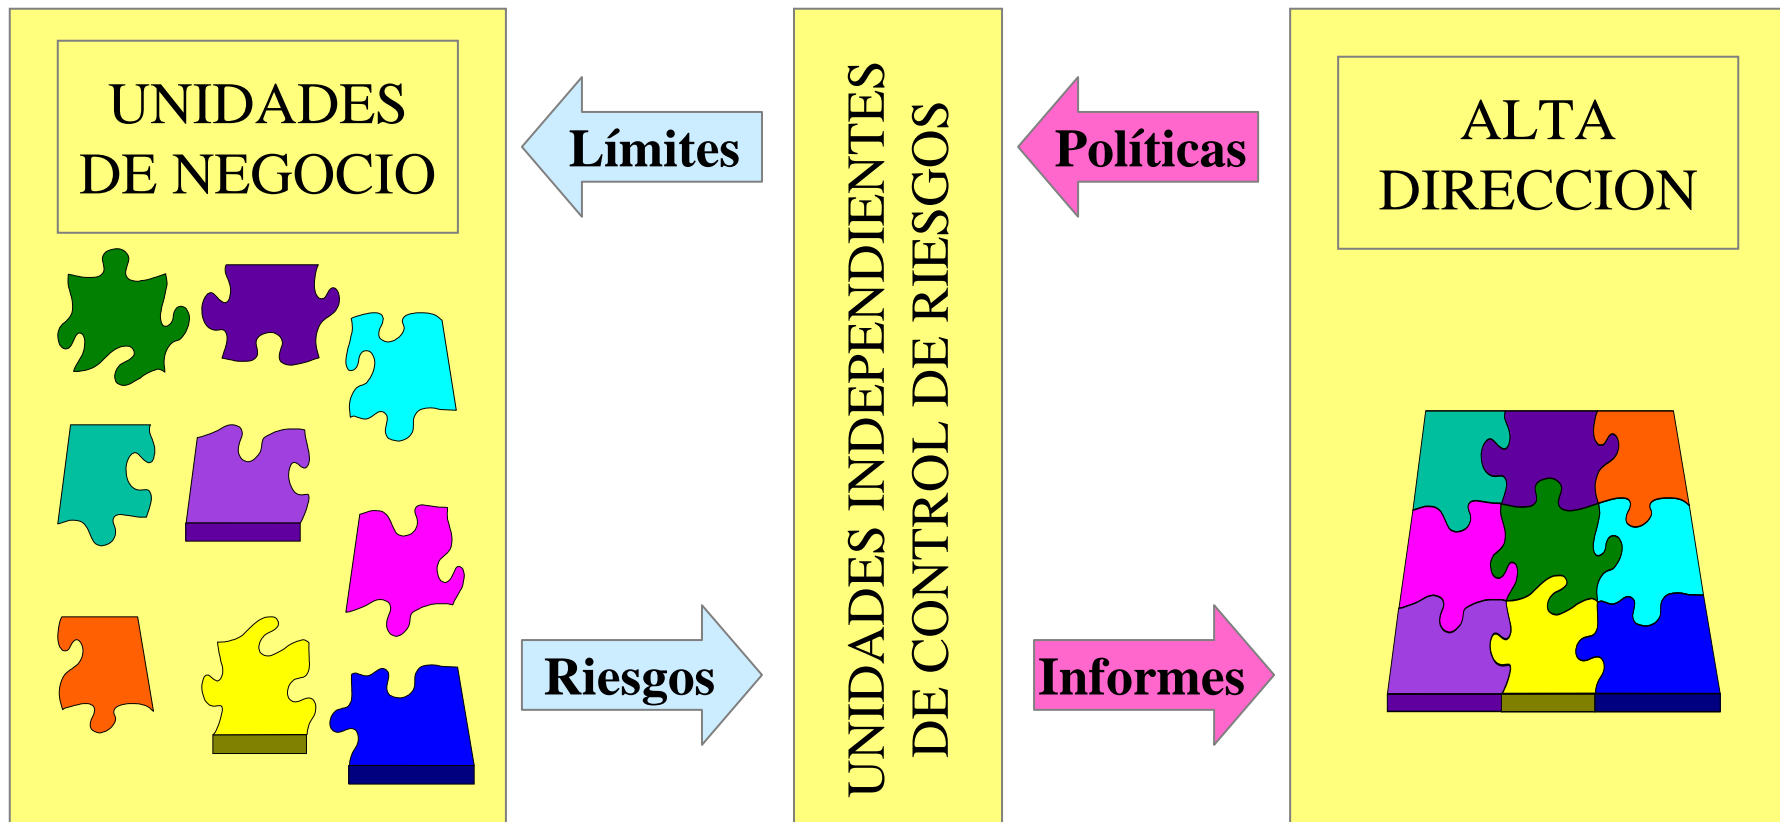 UNIDADES
DE NEGOCIO
Límites
Riesgos
UNIDADES INDEPENDIENTES
DE CONTROL DE RIESGOS
Políticas
Informes
ALTA
DIRECCION